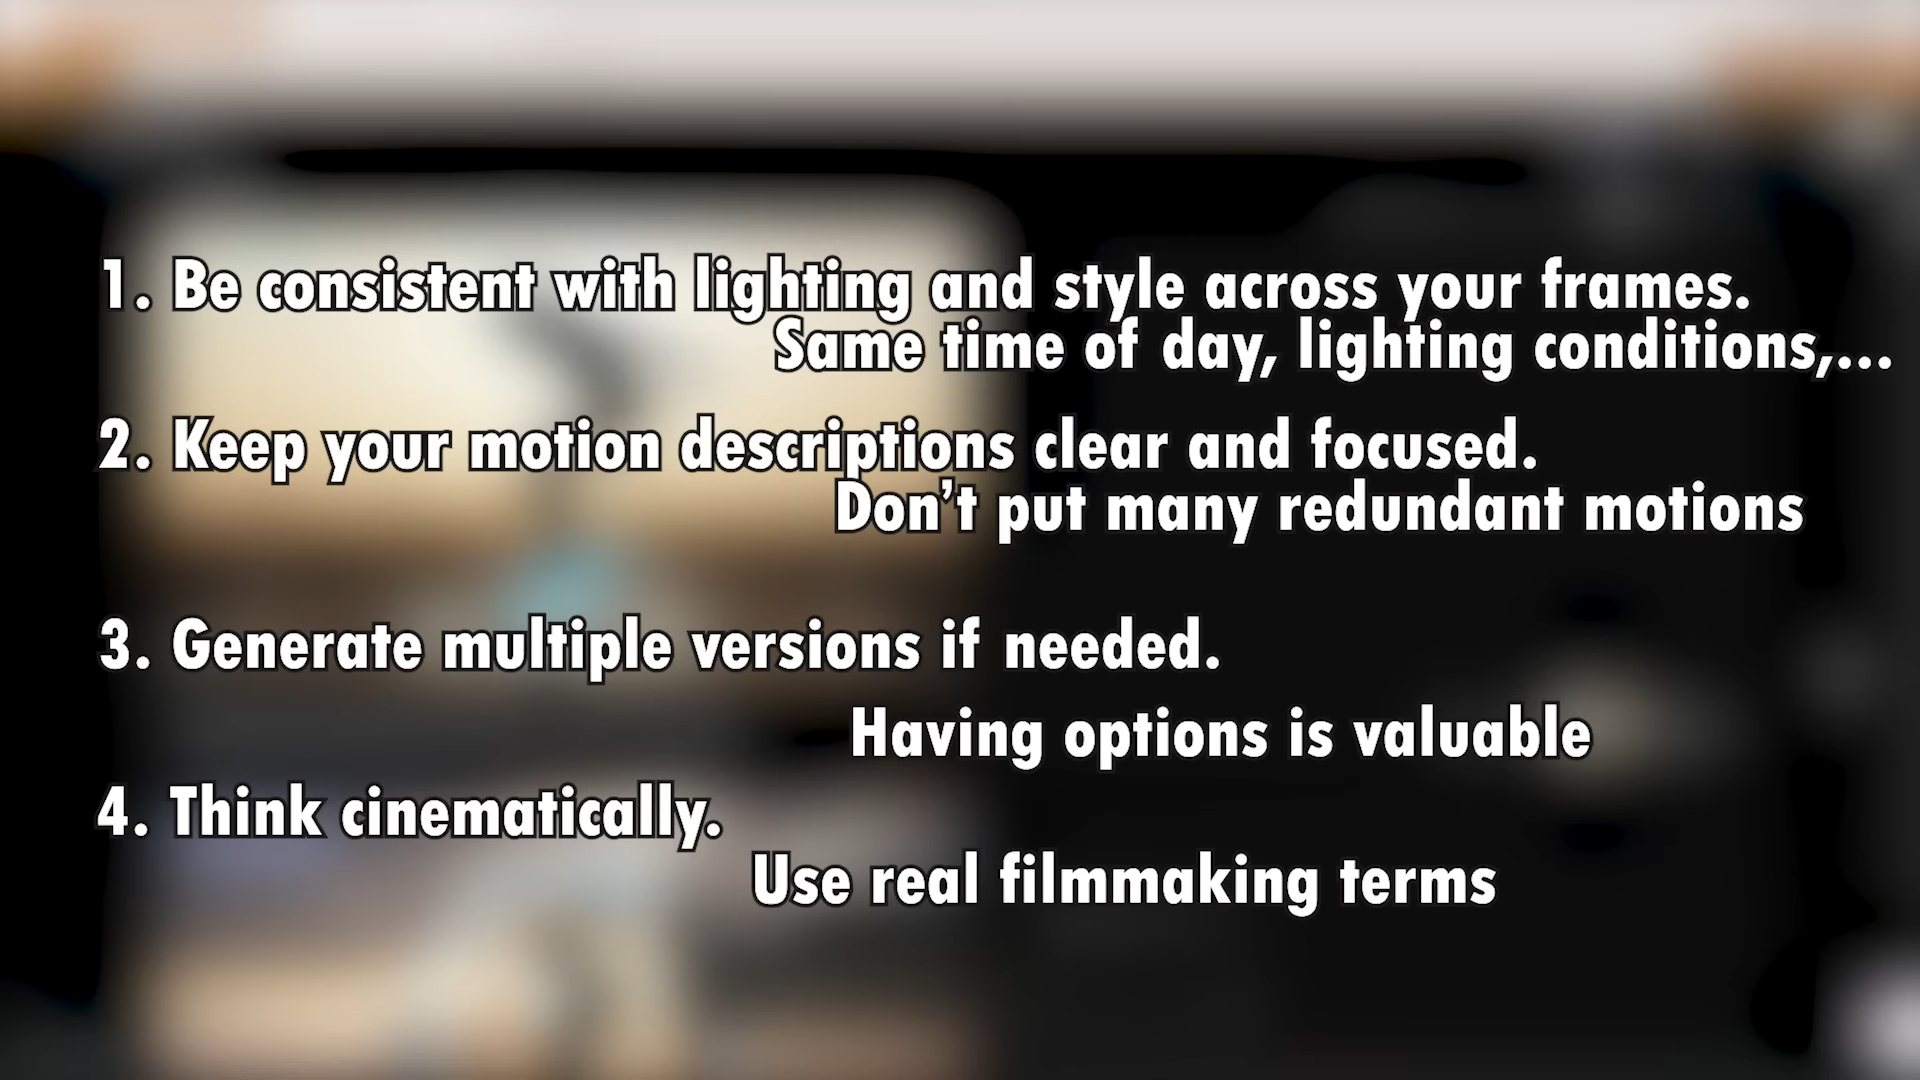 1. Be consistent with lighting and style across your frames.
Same time of day, lighting conditions,...
2. Keep your motion descriptions clear and focused.
Don’t put many redundant motions
3. Generate multiple versions if needed.
Having options is valuable
4. Think cinematically.
Use real filmmaking terms